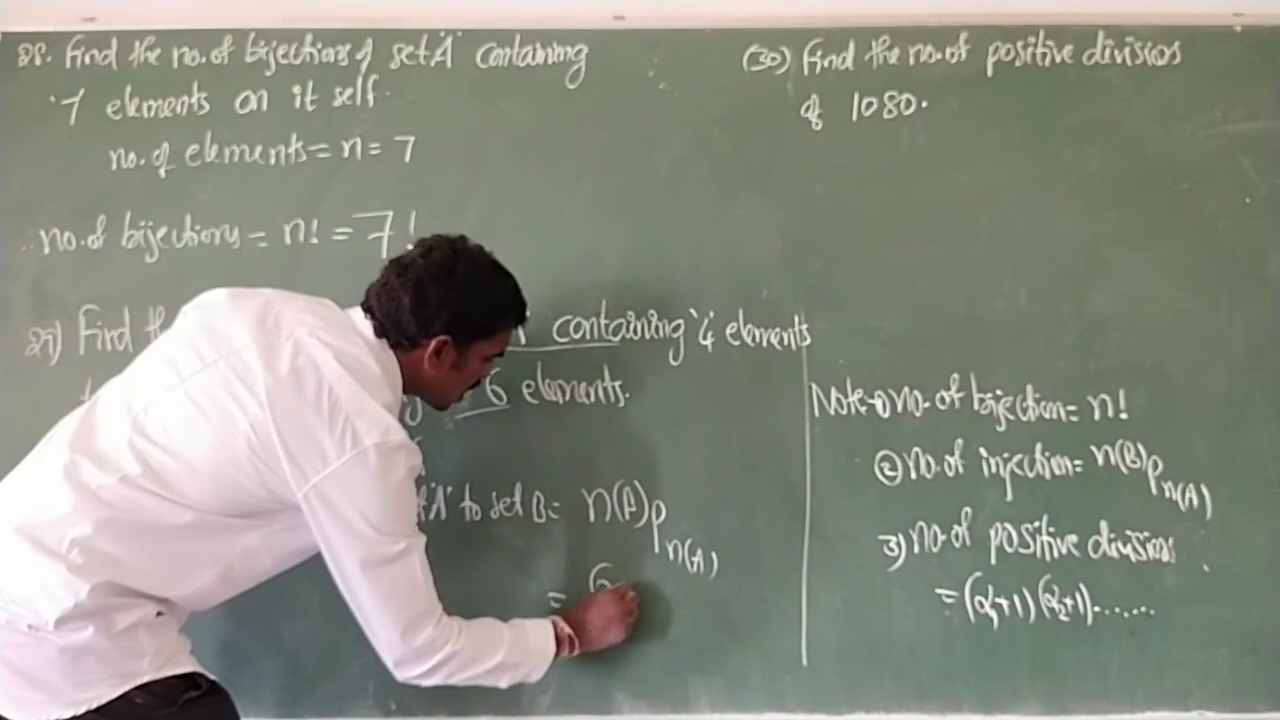 28. Find the no. of bijections of set 'A' containing
7 elements on it self.
no. of elements = n = 7
no. of bijections = n! = 7!
29) Find containing 4 elements
6 elements.
'A' to set B = n(B)P n(A)
= 6
(30) Find the no. of positive divisors
of 1080.
Note → ① no. of bijection = n!
② no. of injection = n(B)P n(A)
3) no of positive divisors
= (α₁+1) (α₂+1)......